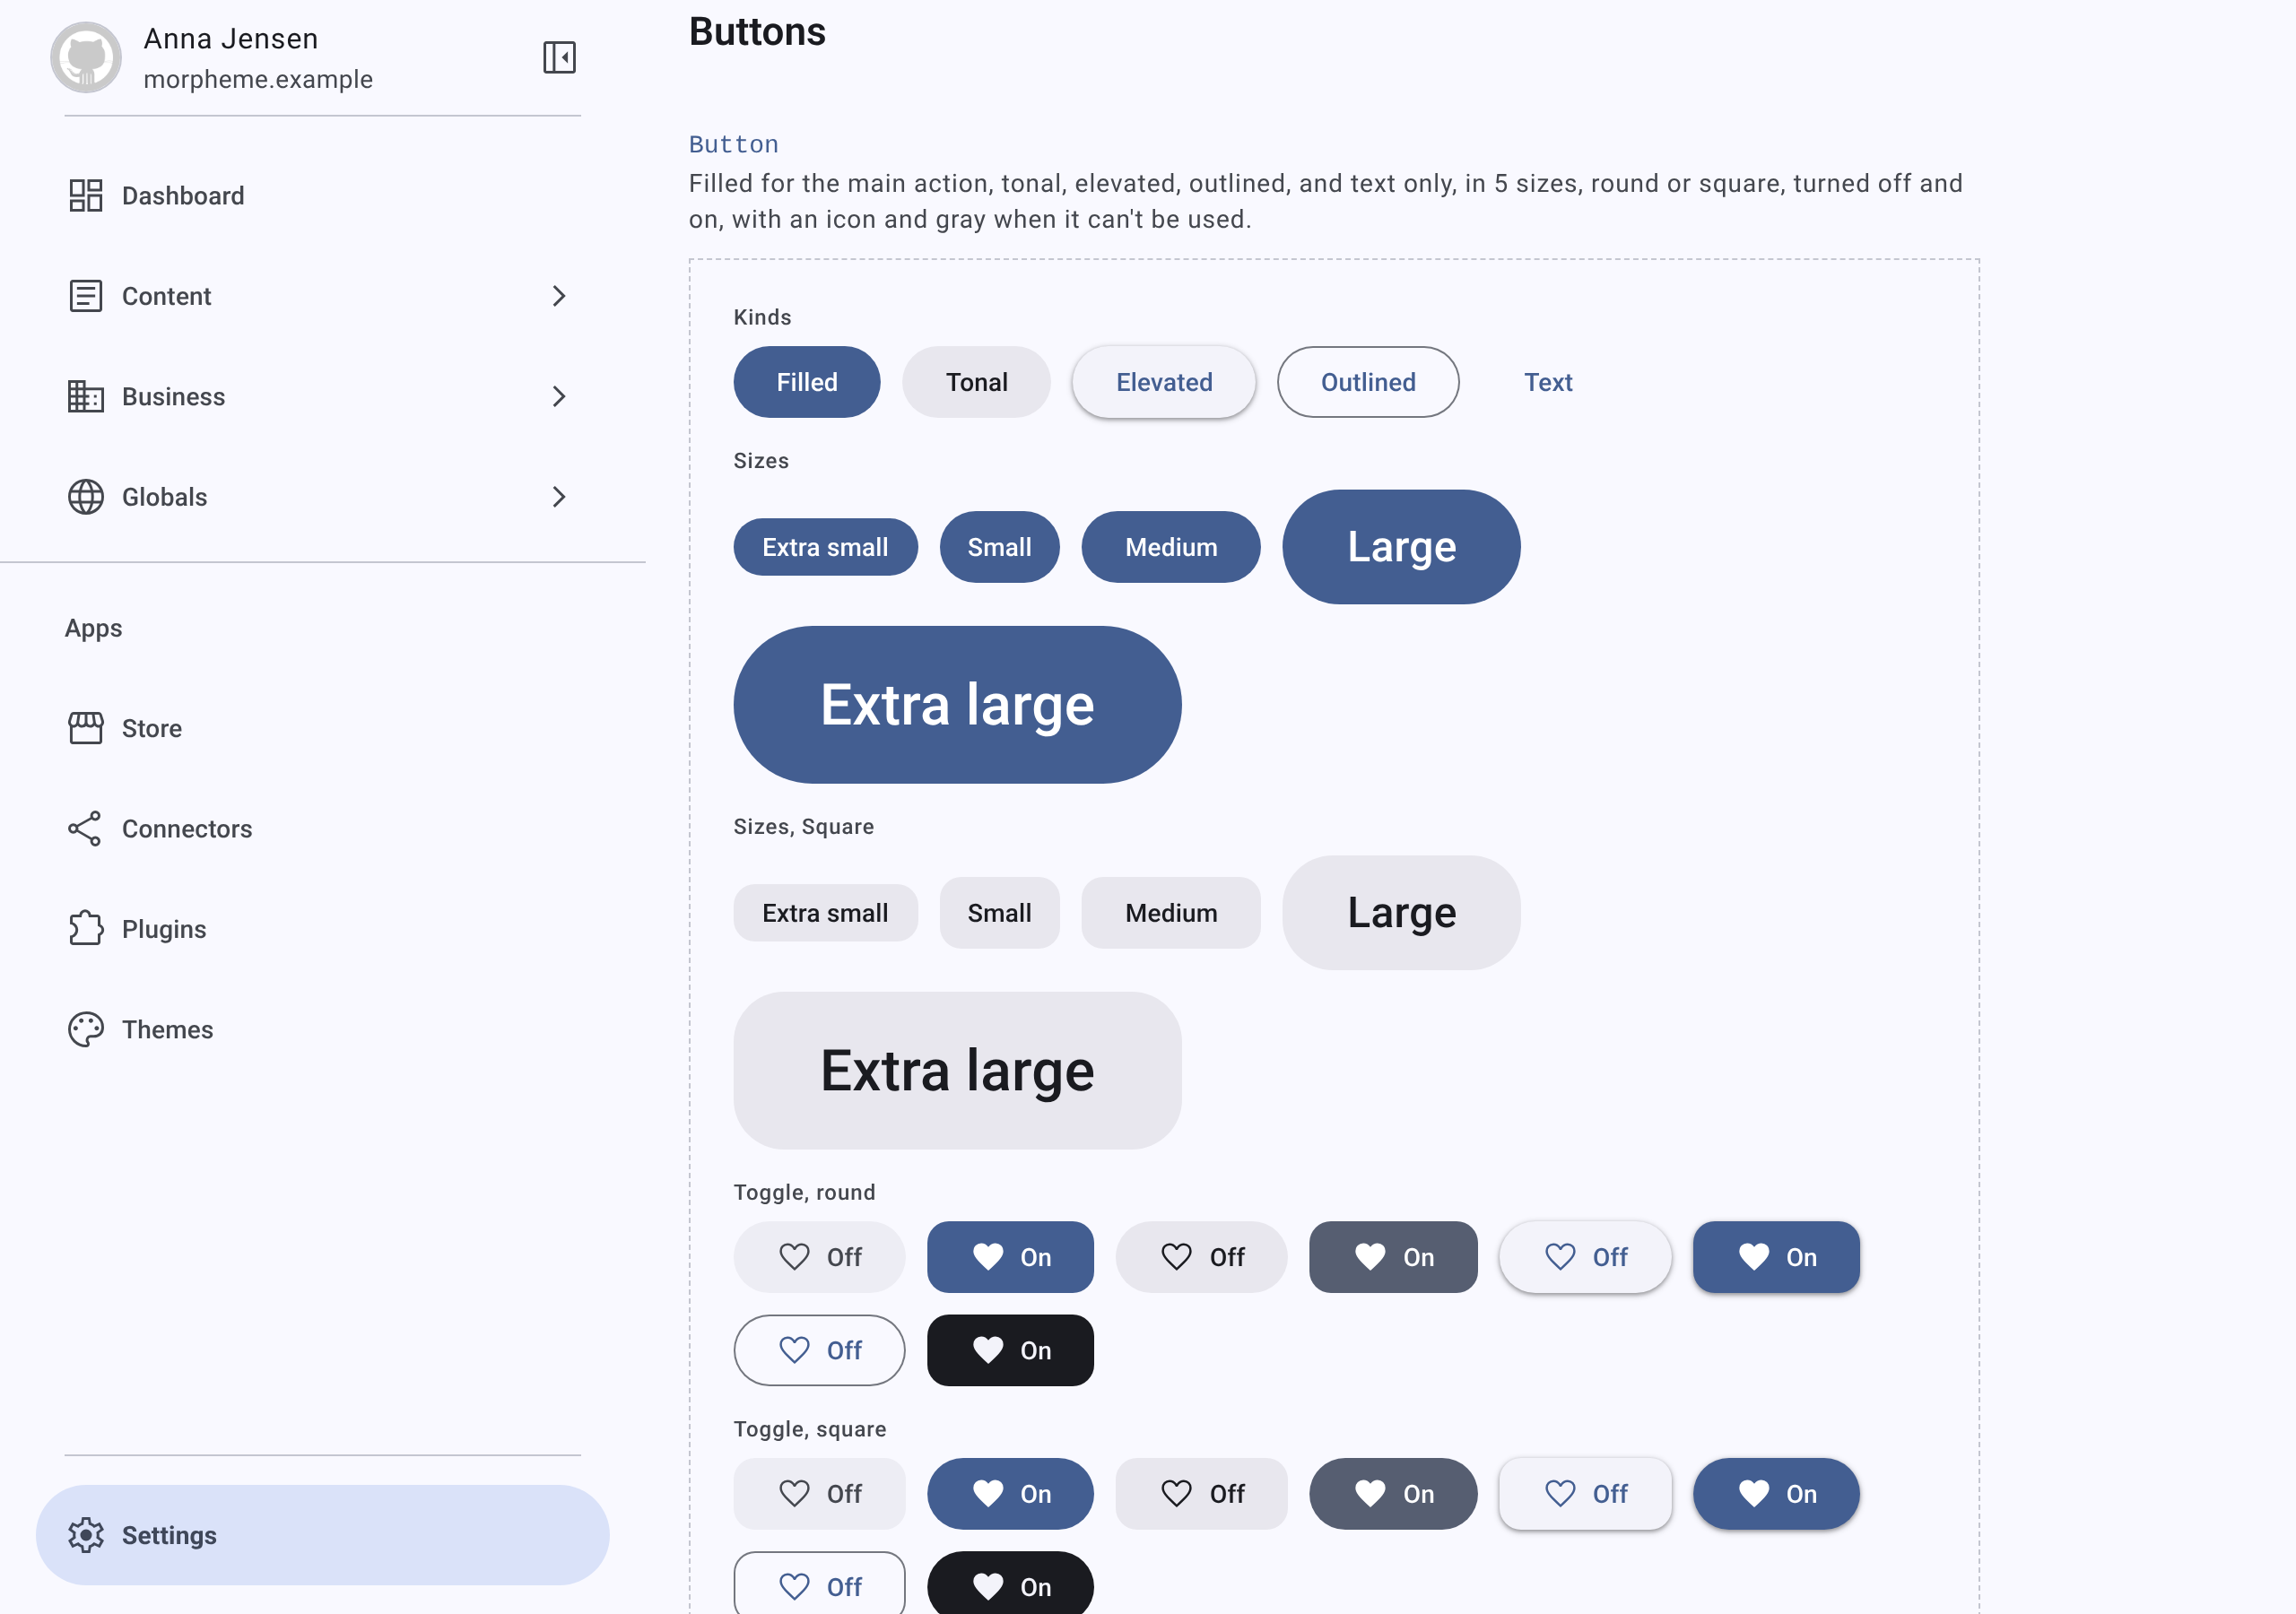 Anna Jensen
morpheme.example
Dashboard
Content
Business
Globals
Apps
Store
Connectors
Plugins
Themes
Settings
Buttons
Button
Filled for the main action, tonal, elevated, outlined, and text only, in 5 sizes, round or square, turned off and
on, with an icon and gray when it can't be used.
Kinds
Filled Tonal Elevated Outlined Text
Sizes
Extra small Small Medium Large
Extra large
Sizes, Square
Extra small Small Medium Large
Extra large
Toggle, round
Off On Off On Off On
Off On
Toggle, square
Off On Off On Off On
Off On